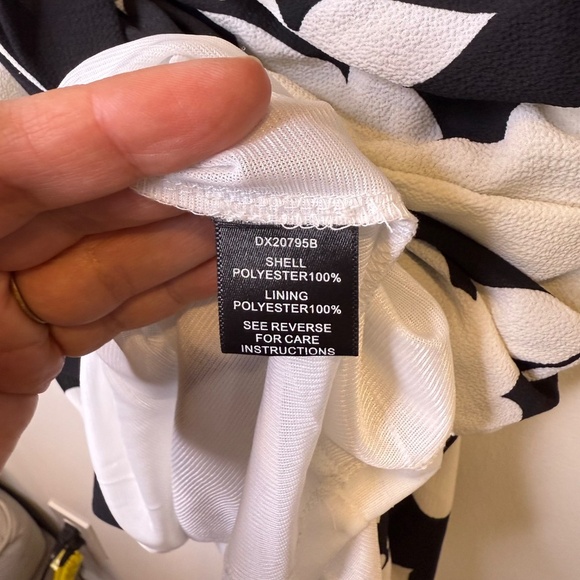 DX20795B
SHELL
POLYESTER100%
LINING
POLYESTER100%
SEE REVERSE
FOR CARE
INSTRUCTIONS